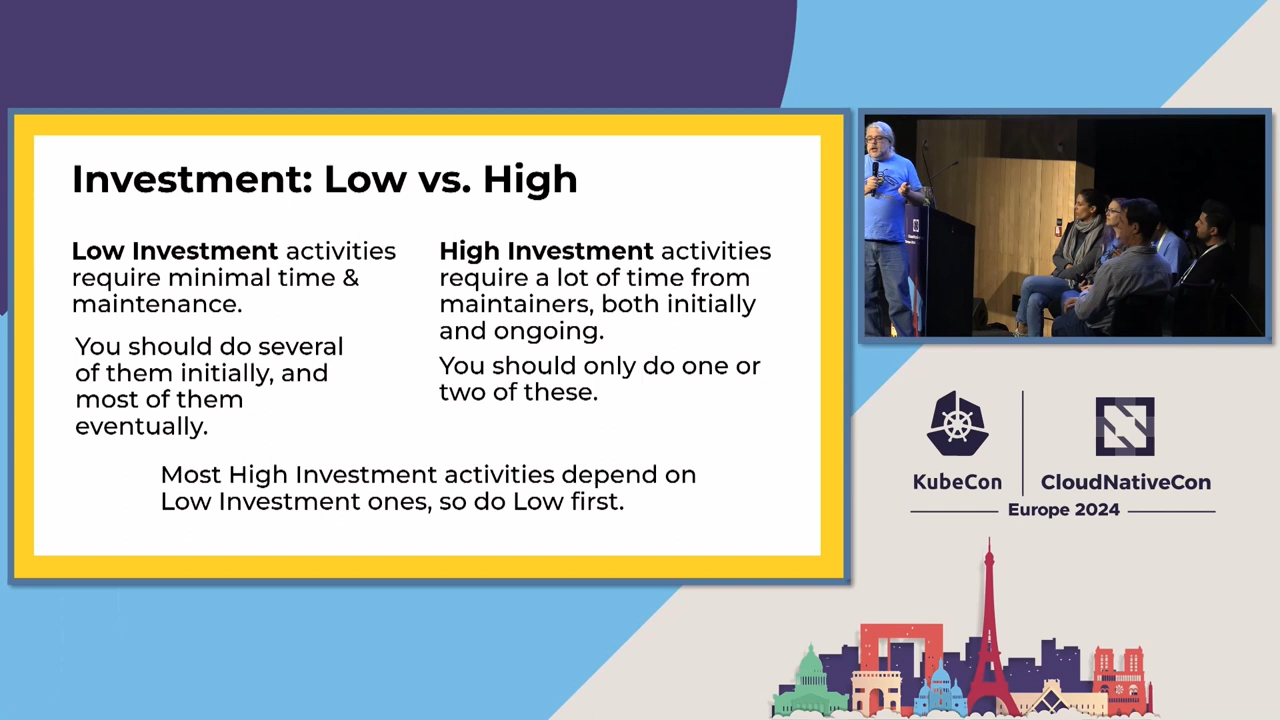 Investment: Low vs. High
Low Investment activities
require minimal time &
maintenance.
You should do several
of them initially, and
most of them
eventually.
High Investment activities
require a lot of time from
maintainers, both initially
and ongoing.
You should only do one or
two of these.
Most High Investment activities depend on
Low Investment ones, so do Low first.
KubeCon
CloudNativeCon
Europe 2024